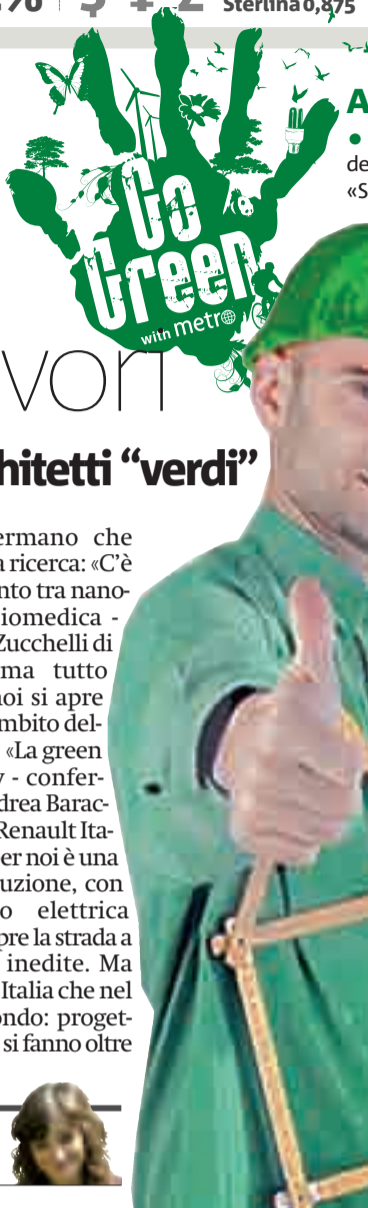 % $ ¥ £ Sterlina 0,875
A
•
de
«S
Go
Green
with metro
vori
hitetti “verdi”
ermano che
a ricerca: «C’è
nto tra nano-
iomedica -
Zucchelli di
ma tutto
noi si apre
mbito del-
«La green
y - confer-
drea Barac-
Renault Ita-
per noi è una
uzione, con
o elettrica
pre la strada a
inedite. Ma
Italia che nel
ondo: proget-
si fanno oltre